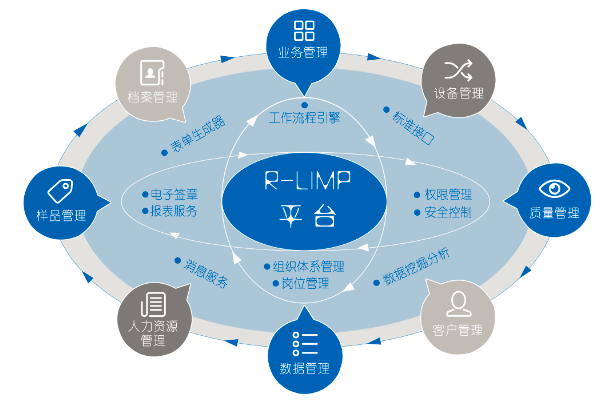 业务管理
档案管理
设备管理
工作流程引擎
表单生成器
标准接口
R-LIMP
平台
电子签章
报表服务
权限管理
安全控制
样品管理
质量管理
组织体系管理
岗位管理
消息服务
数据挖掘分析
人力资源
管理
客户管理
数据管理